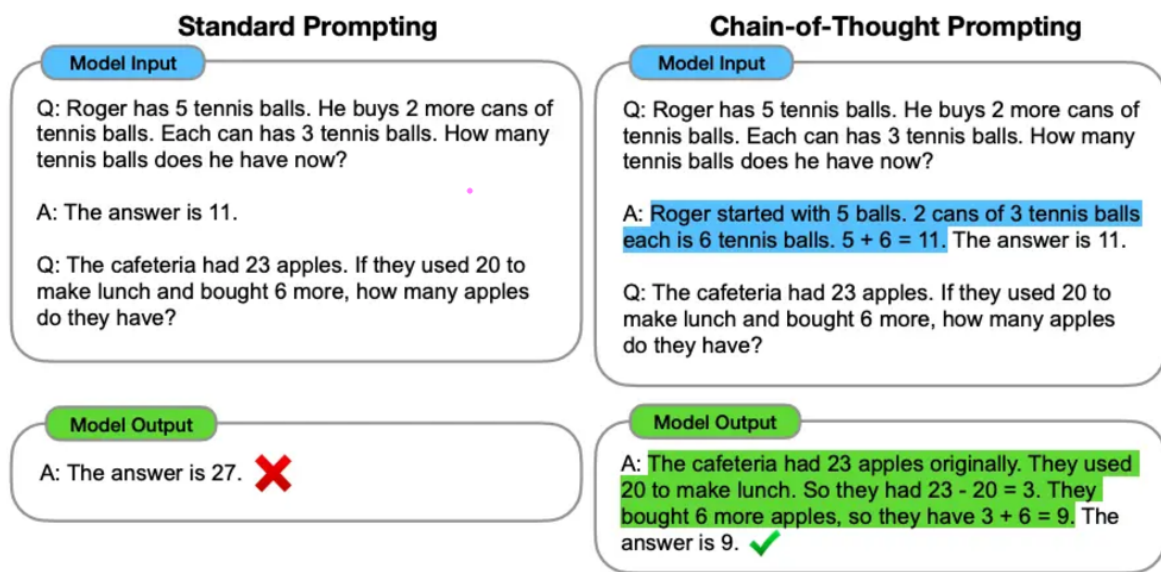 Standard Prompting
Model Input
Q: Roger has 5 tennis balls. He buys 2 more cans of
tennis balls. Each can has 3 tennis balls. How many
tennis balls does he have now?
A: The answer is 11.
Q: The cafeteria had 23 apples. If they used 20 to
make lunch and bought 6 more, how many apples
do they have?
Model Output
A: The answer is 27.
Chain-of-Thought Prompting
Model Input
Q: Roger has 5 tennis balls. He buys 2 more cans of
tennis balls. Each can has 3 tennis balls. How many
tennis balls does he have now?
A: Roger started with 5 balls. 2 cans of 3 tennis balls
each is 6 tennis balls. 5 + 6 = 11. The answer is 11.
Q: The cafeteria had 23 apples. If they used 20 to
make lunch and bought 6 more, how many apples
do they have?
Model Output
A: The cafeteria had 23 apples originally. They used
20 to make lunch. So they had 23 - 20 = 3. They
bought 6 more apples, so they have 3 + 6 = 9. The
answer is 9.